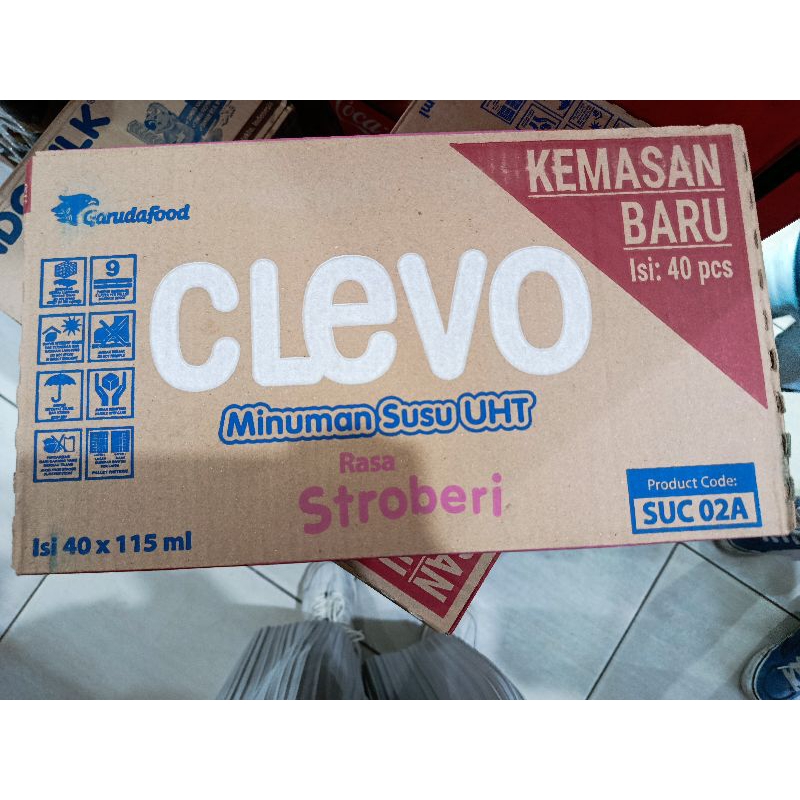 Garudafood
KEMASAN
BARU
Isi: 40 pcs
CLEVO
9
Minuman Susu UHT
Rasa
Stroberi
Product Code:
SUC 02A
Isi 40 x 115 ml